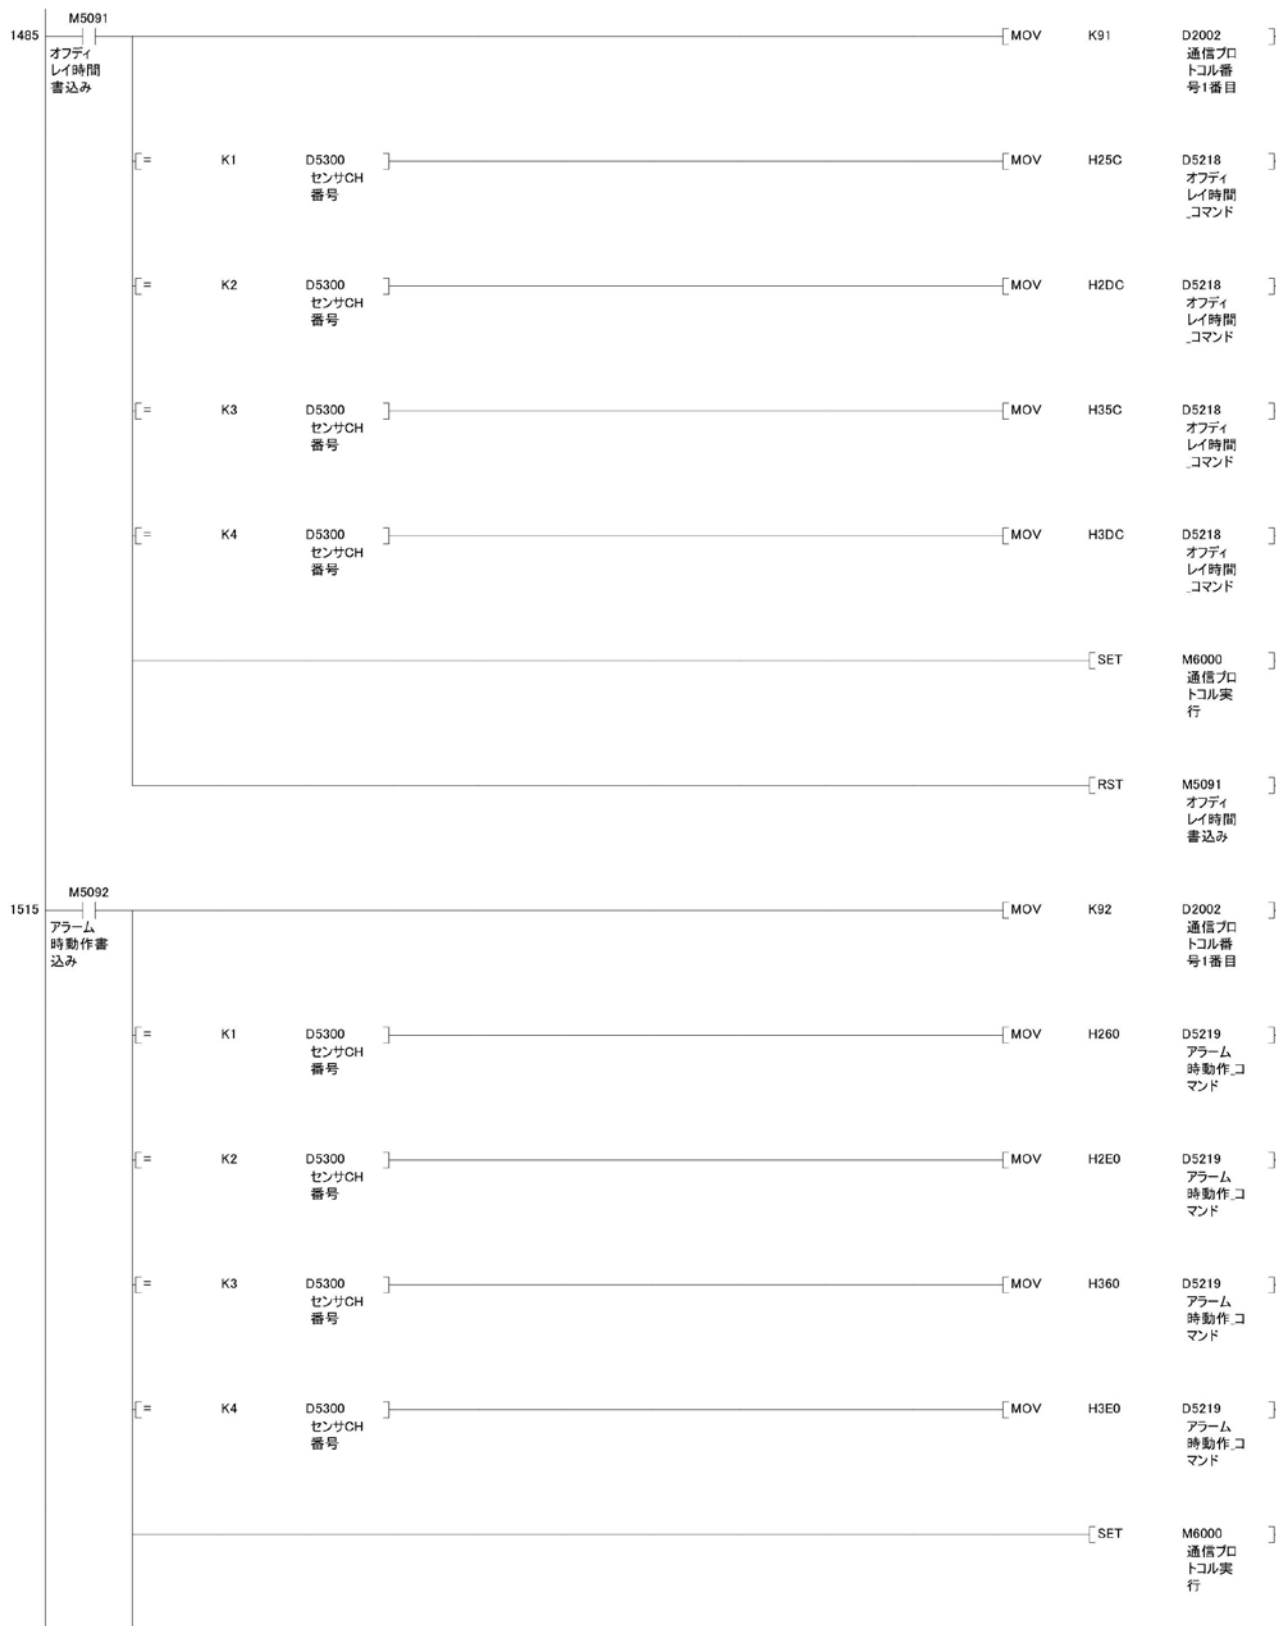 M5091
1485 MOV K91 D2002
オフディ
レイ時間
書込み
通信プロ
トコル番
号1番目
= K1 D5300 MOV H25C D5218
センサCH
番号
オフディ
レイ時間
_コマンド
= K2 D5300 MOV H2DC D5218
センサCH
番号
オフディ
レイ時間
_コマンド
= K3 D5300 MOV H35C D5218
センサCH
番号
オフディ
レイ時間
_コマンド
= K4 D5300 MOV H3DC D5218
センサCH
番号
オフディ
レイ時間
_コマンド
SET M6000
通信プロ
トコル実
行
RST M5091
オフディ
レイ時間
書込み
M5092
1515 MOV K92 D2002
アラーム
時動作書
込み
通信プロ
トコル番
号1番目
= K1 D5300 MOV H260 D5219
センサCH
番号
アラーム
時動作_コ
マンド
= K2 D5300 MOV H2E0 D5219
センサCH
番号
アラーム
時動作_コ
マンド
= K3 D5300 MOV H360 D5219
センサCH
番号
アラーム
時動作_コ
マンド
= K4 D5300 MOV H3E0 D5219
センサCH
番号
アラーム
時動作_コ
マンド
SET M6000
通信プロ
トコル実
行